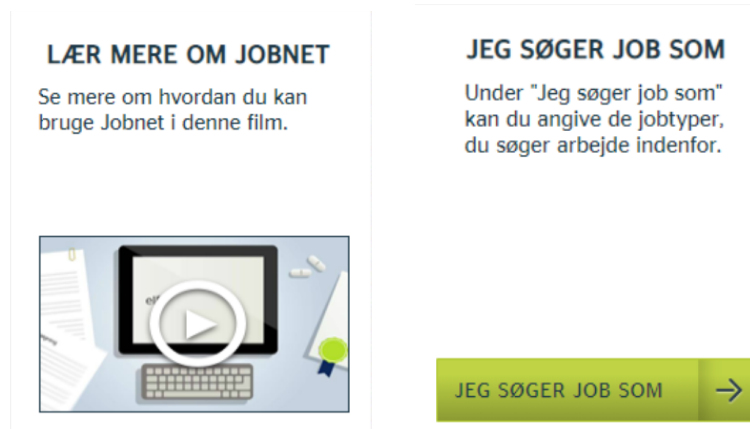 LÆR MERE OM JOBNET
Se mere om hvordan du kan
bruge Jobnet i denne film.
JEG SØGER JOB SOM
Under "Jeg søger job som"
kan du angive de jobtyper,
du søger arbejde indenfor.
JEG SØGER JOB SOM